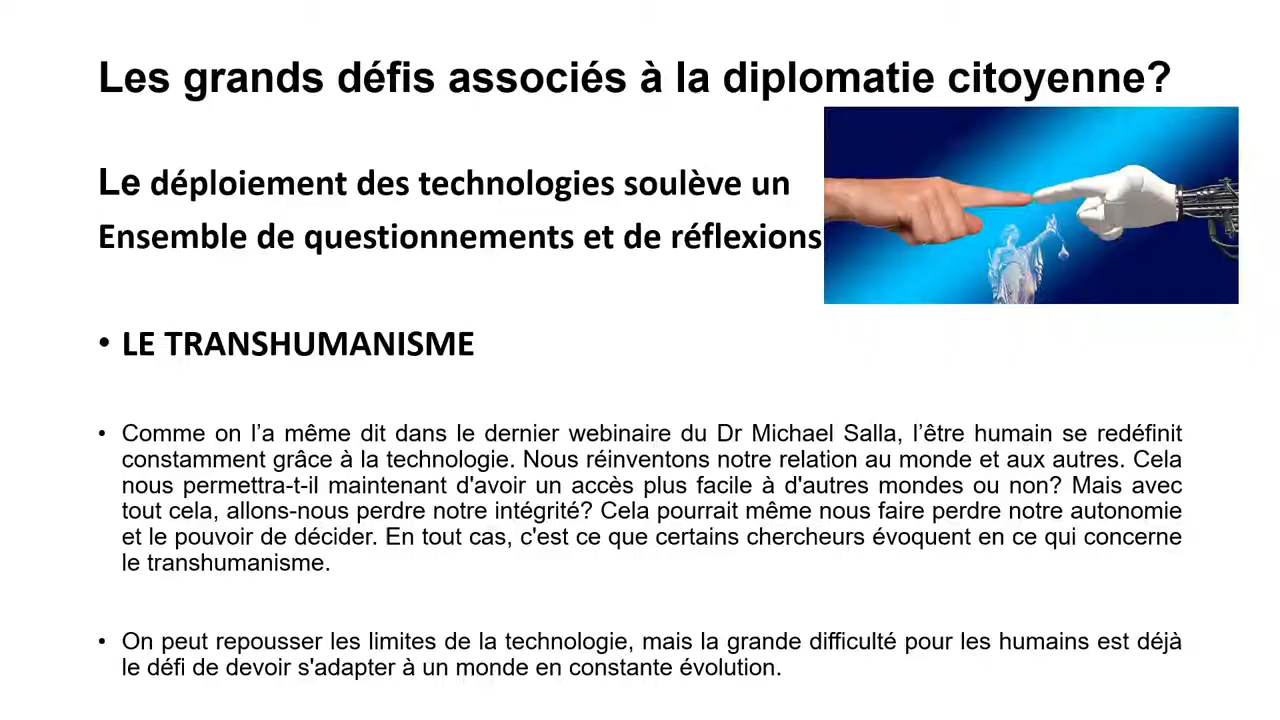 Les grands défis associés à la diplomatie citoyenne?
Le déploiement des technologies soulève un
Ensemble de questionnements et de réflexions
• LE TRANSHUMANISME
• Comme on l’a même dit dans le dernier webinaire du Dr Michael Salla, l’être humain se redéfinit
constamment grâce à la technologie. Nous réinventons notre relation au monde et aux autres. Cela
nous permettra-t-il maintenant d'avoir un accès plus facile à d'autres mondes ou non? Mais avec
tout cela, allons-nous perdre notre intégrité? Cela pourrait même nous faire perdre notre autonomie
et le pouvoir de décider. En tout cas, c'est ce que certains chercheurs évoquent en ce qui concerne
le transhumanisme.
• On peut repousser les limites de la technologie, mais la grande difficulté pour les humains est déjà
le défi de devoir s'adapter à un monde en constante évolution.